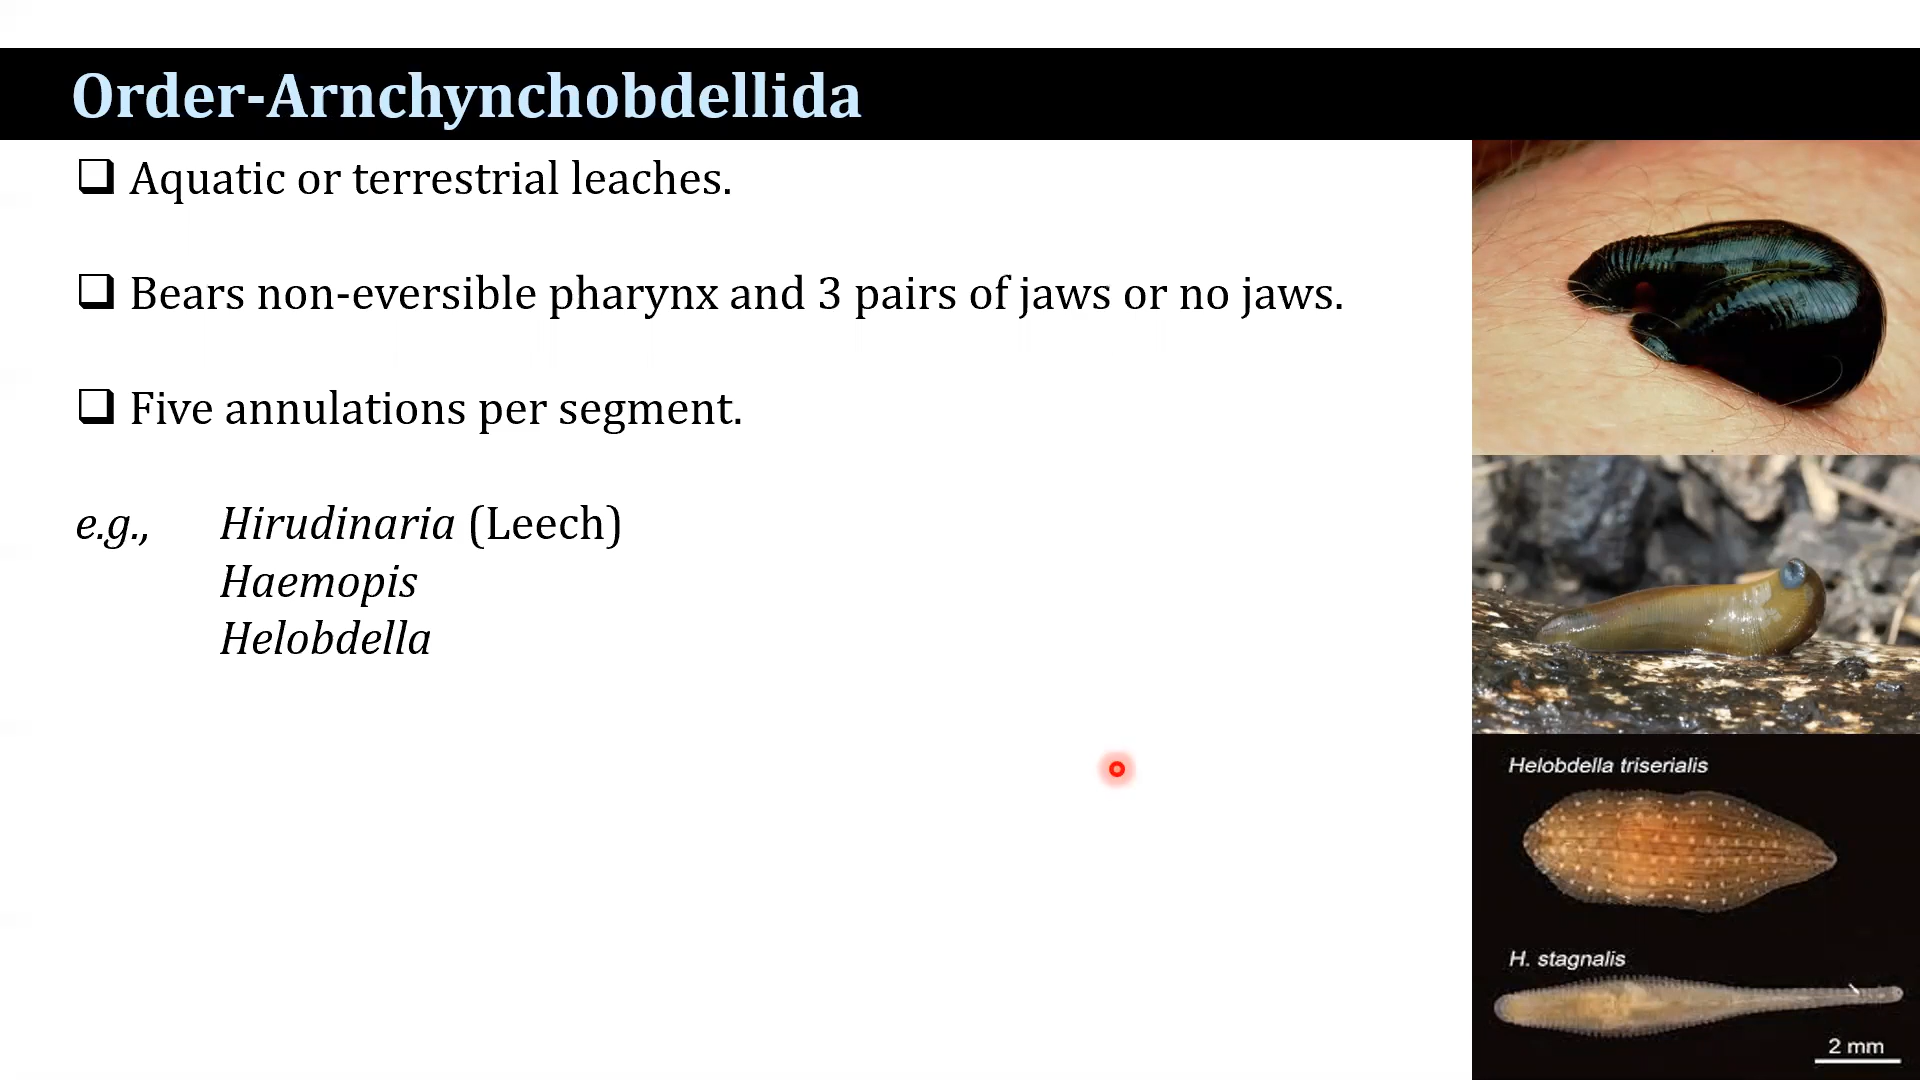 Order-Arnchynchobdellida
Aquatic or terrestrial leaches.
Bears non-eversible pharynx and 3 pairs of jaws or no jaws.
Five annulations per segment.
e.g., Hirudinaria (Leech)
Haemopis
Helobdella
Helobdella triserialis
H. stagnalis
2 mm